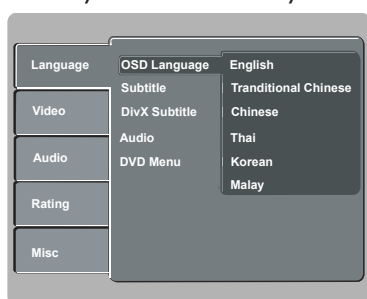 Language
Video
Audio
Rating
Misc
OSD Language
Subtitle
DivX Subtitle
Audio
DVD Menu
English
Tranditional Chinese
Chinese
Thai
Korean
Malay